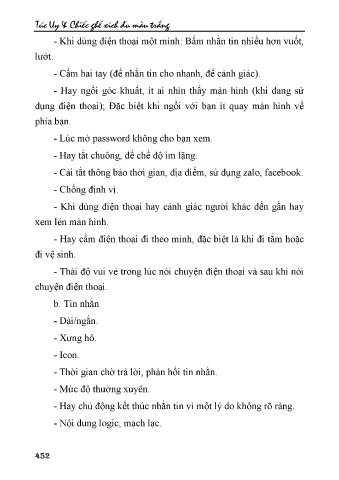 Túc Uy & Chiếc ghế xích đu màu trắng
- Khi dùng điện thoại một mình: Bấm nhắn tin nhiều hơn vuốt,
lướt.
- Cầm hai tay (để nhắn tin cho nhanh, để cảnh giác).
- Hay ngồi góc khuất, ít ai nhìn thấy màn hình (khi đang sử
dụng điện thoại); Đặc biệt khi ngồi với bạn ít quay màn hình về
phía bạn.
- Lúc mở password không cho bạn xem.
- Hay tắt chuông, để chế độ im lặng.
- Cài tắt thông báo thời gian, địa điểm, sử dụng zalo, facebook.
- Chống định vị.
- Khi dùng điện thoại hay cảnh giác người khác đến gần hay
xem lén màn hình.
- Hay cầm điện thoại đi theo mình, đặc biệt là khi đi tắm hoặc
đi vệ sinh.
- Thái độ vui vẻ trong lúc nói chuyện điện thoại và sau khi nói
chuyện điện thoại.
b. Tin nhắn
- Dài/ngắn.
- Xưng hô.
- Icon.
- Thời gian chờ trả lời, phản hồi tin nhắn.
- Mức độ thường xuyên.
- Hay chủ động kết thúc nhắn tin vì một lý do không rõ ràng.
- Nội dung logic, mạch lạc.
452